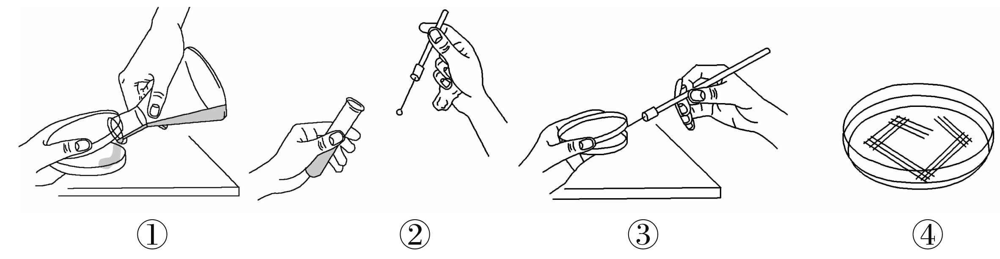 ① ② ③ ④